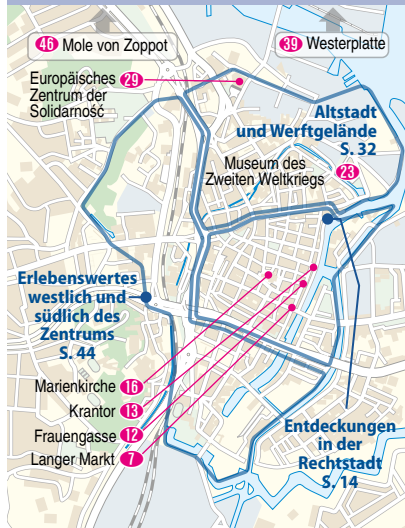 46 Mole von Zoppot
39 Westerplatte
Europäisches 29
Zentrum der
Solidarność
Altstadt
und Werftgelände
S. 32
Museum des
Zweiten Weltkriegs 23
Erlebenswertes
westlich und
südlich des
Zentrums
S. 44
Marienkirche 16
Krantor 13
Frauengasse 12
Langer Markt 7
Entdeckungen
in der
Rechtstadt
S. 14